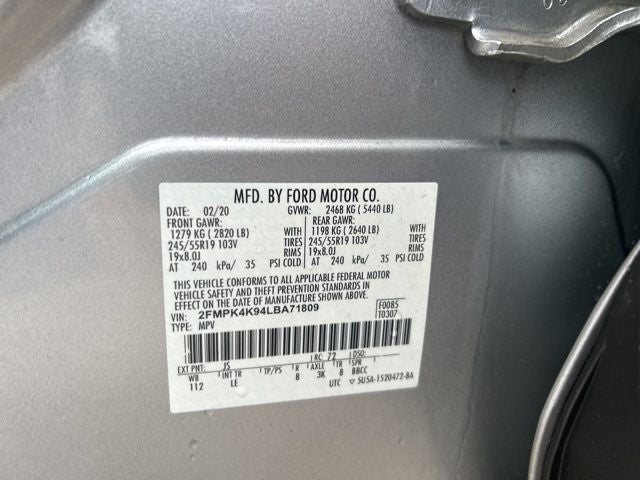 MFD. BY FORD MOTOR CO.
DATE: 02/20 GVWR: 2468 KG (5440 LB)
FRONT GAWR: REAR GAWR:
1279 KG (2820 LB) WITH 1198 KG (2640 LB) WITH
245/55R19 103V TIRES 245/55R19 103V TIRES
19x8.0J RIMS 19x8.0J RIMS
AT 240 kPa/ 35 PSI COLD AT 240 kPa/ 35 PSI COLD
THIS VEHICLE CONFORMS TO ALL APPLICABLE FEDERAL MOTOR
VEHICLE SAFETY AND THEFT PREVENTION STANDARDS IN
EFFECT ON THE DATE OF MANUFACTURE SHOWN ABOVE.
VIN: 2FMPK4K94LBA71809 F0085
TYPE: MPV T0307
EXT PNT: JS RC: 72 DSO:
WB INT TR TP/PS R AXLE TR SPR
112 LE 8 3K 8 BBCC
UTC ▽ 5U5A-1520472-BA